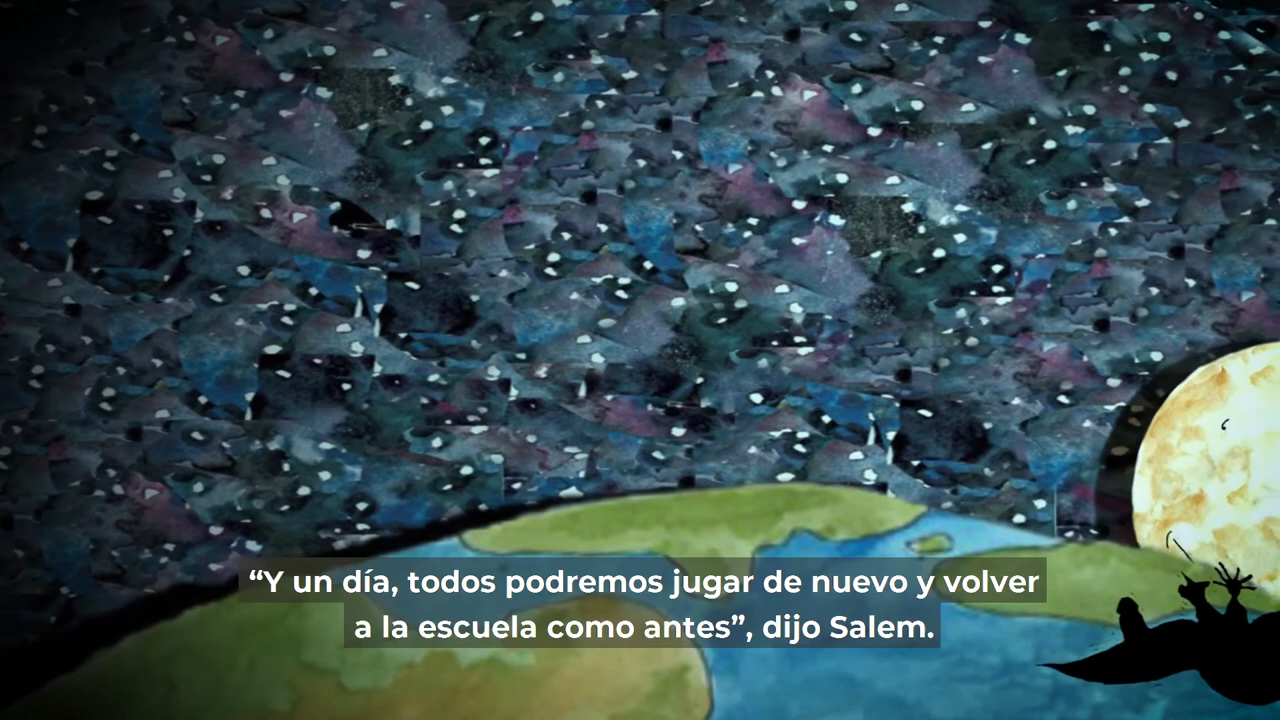 “Y un día, todos podremos jugar de nuevo y volver
a la escuela como antes”, dijo Salem.